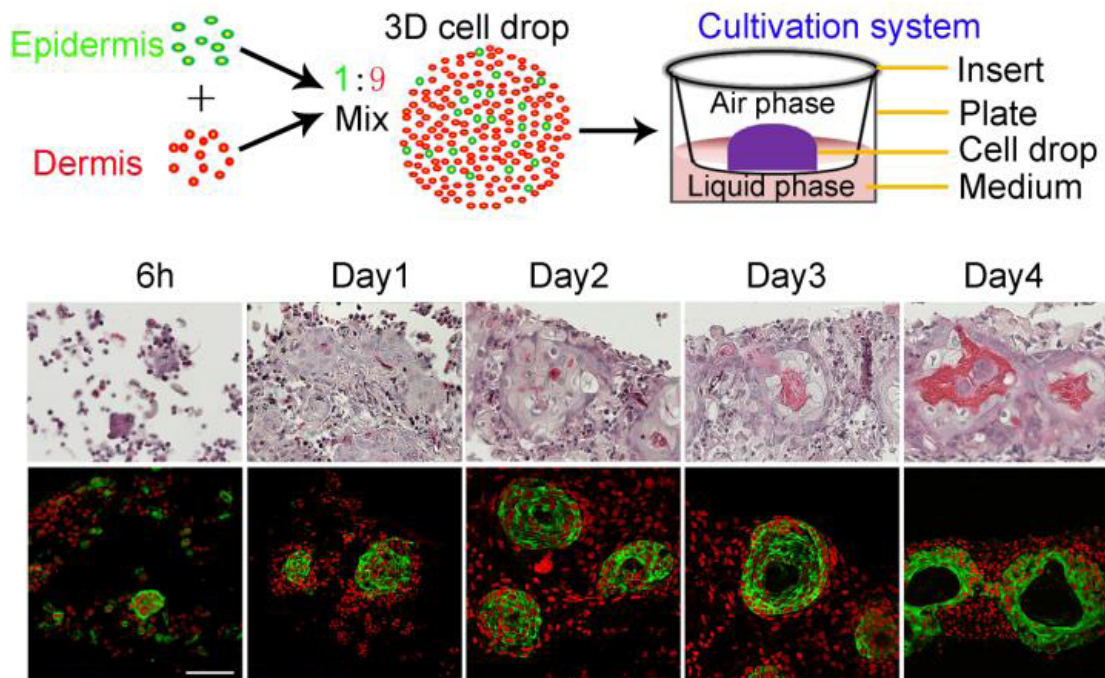 Epidermis
+
Dermis
1:9
Mix
3D cell drop
Cultivation system
Air phase
Liquid phase
Insert
Plate
Cell drop
Medium
6h
Day1
Day2
Day3
Day4